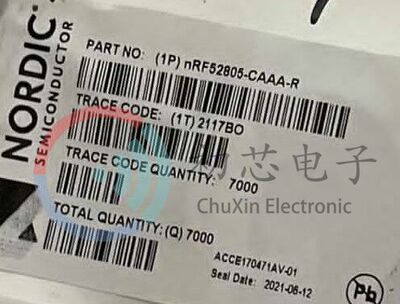 NORDIC
SEMICONDUCTOR
PART NO: (1P) nRF52805-CAAA-R
TRACE CODE: (1T) 2117BO
TRACE CODE QUANTITY: 7000
TOTAL QUANTITY:(Q) 7000
ACCE170471AV-01
Seal Date: 2021-06-12
Pb
芯电子
ChuXin Electronic